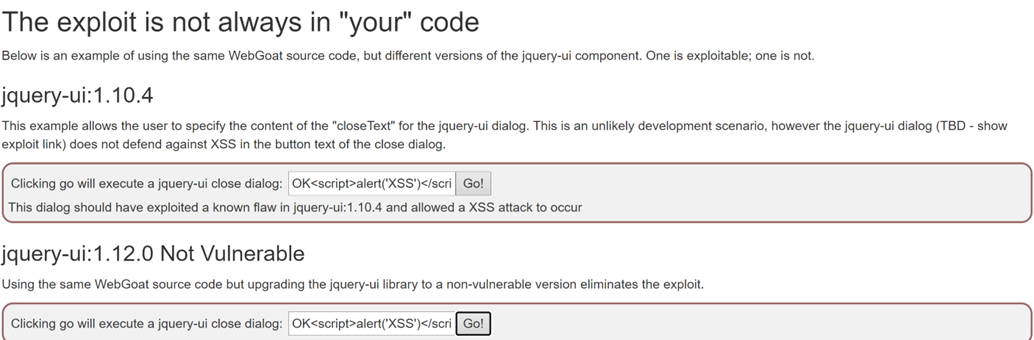 The exploit is not always in "your" code
Below is an example of using the same WebGoat source code, but different versions of the jquery-ui component. One is exploitable; one is not.
jquery-ui:1.10.4
This example allows the user to specify the content of the "closeText" for the jquery-ui dialog. This is an unlikely development scenario, however the jquery-ui dialog (TBD - show
exploit link) does not defend against XSS in the button text of the close dialog.
Clicking go will execute a jquery-ui close dialog: OK<script>alert('XSS')</scri Go!
This dialog should have exploited a known flaw in jquery-ui:1.10.4 and allowed a XSS attack to occur
jquery-ui:1.12.0 Not Vulnerable
Using the same WebGoat source code but upgrading the jquery-ui library to a non-vulnerable version eliminates the exploit.
Clicking go will execute a jquery-ui close dialog: OK<script>alert('XSS')</scri Go!